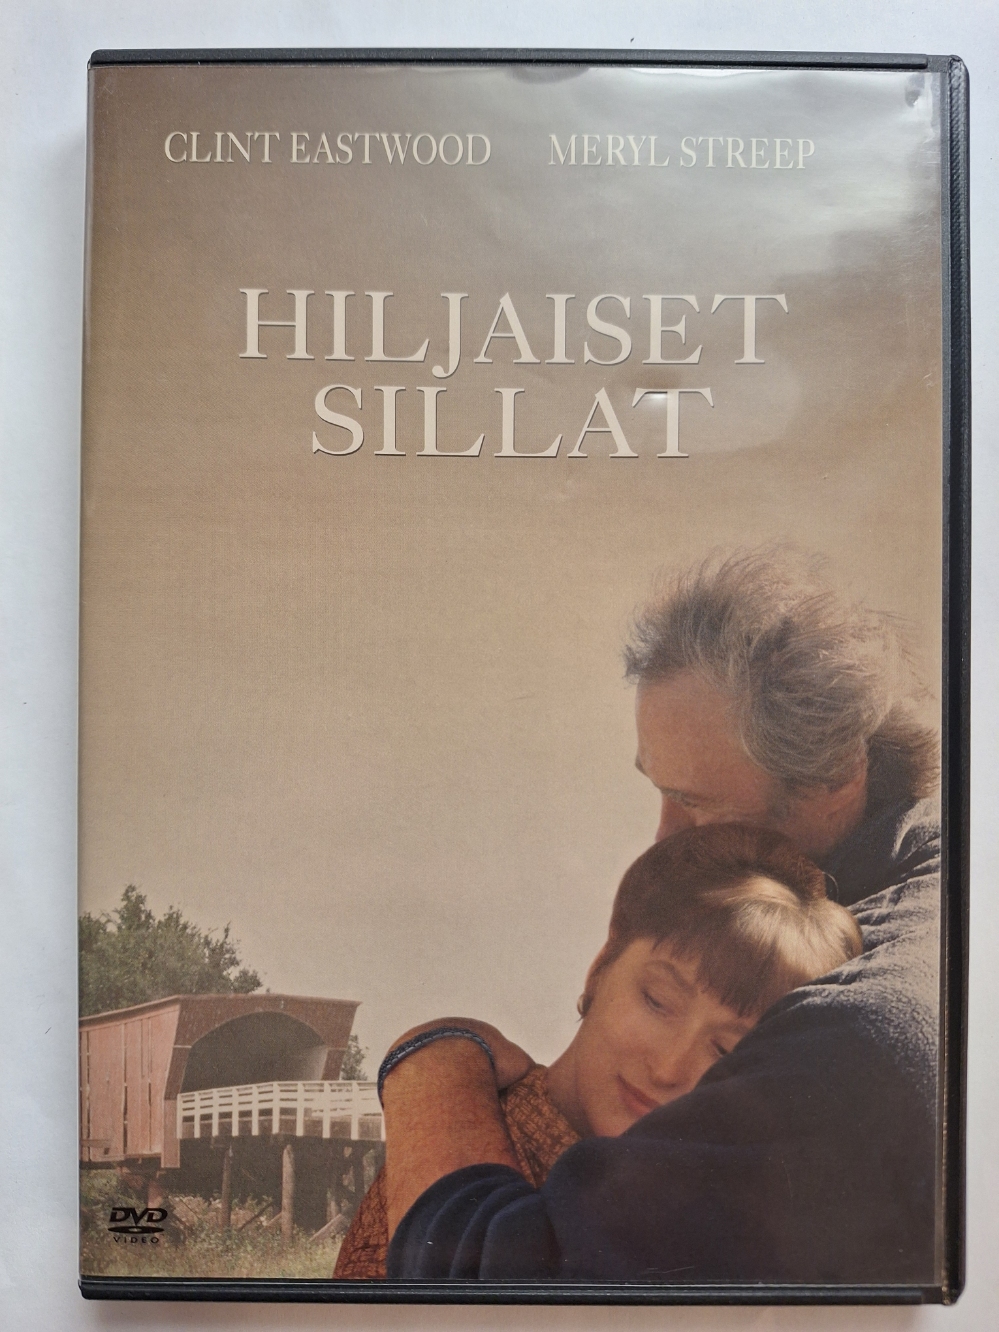 CLINT EASTWOOD MERYL STREEP
HILJAISET
SILLAT
DVD
VIDEO